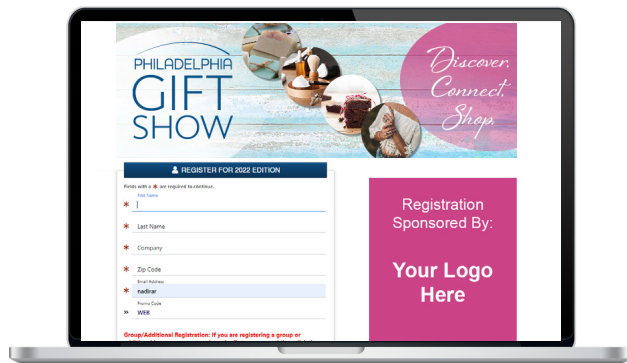 PHILADELPHIA
GIFT
SHOW
Discover.
Connect.
Shop.
REGISTER FOR 2022 EDITION
Fields with a * are required to continue.
First Name
*
* Last Name
* Company
* Zip Code
Email Address
* nadirar
Promo Code
» WEB
Group/Additional Registration: If you are registering a group or
Registration
Sponsored By:
Your Logo
Here